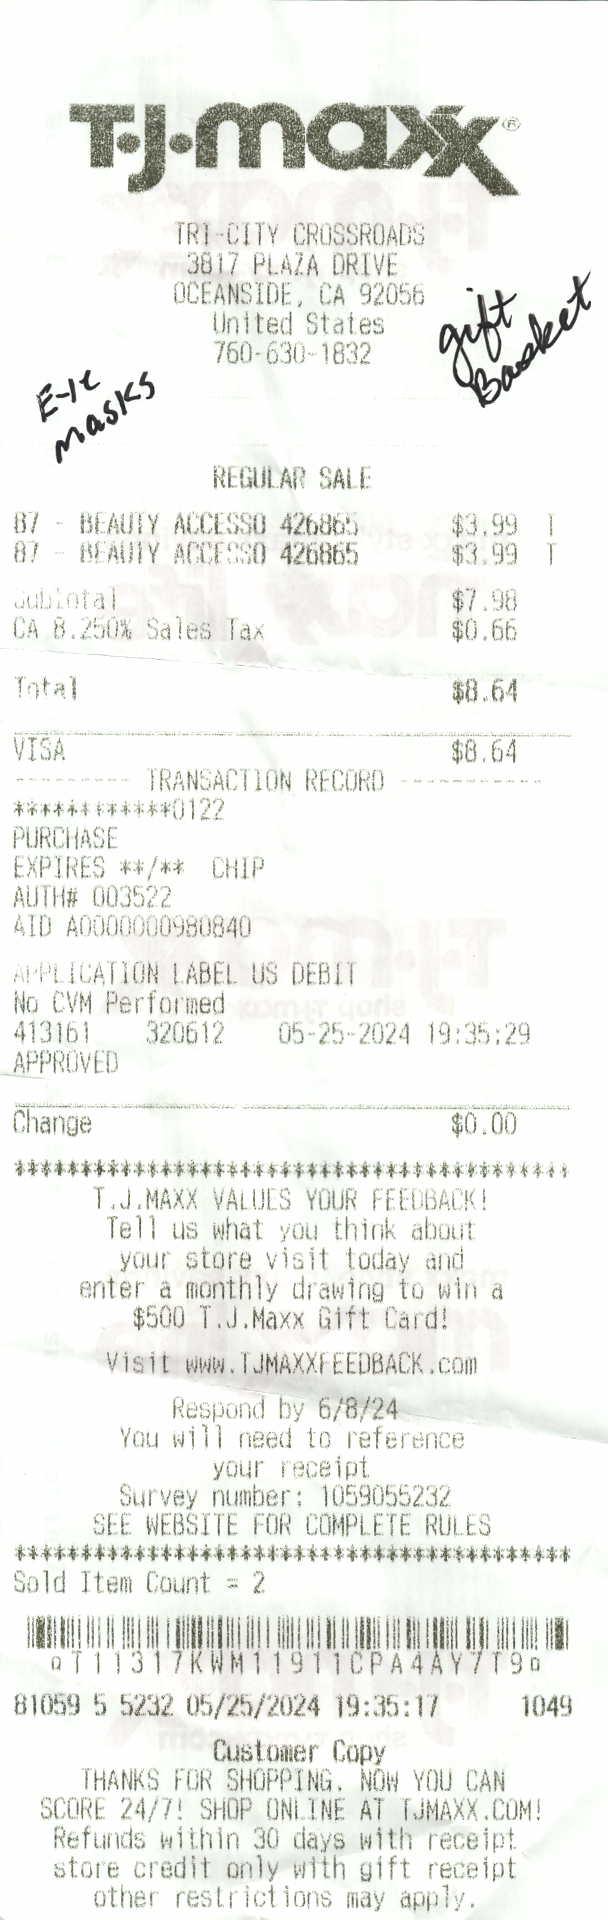 T.J.maxx®
TRI-CITY CROSSROADS
3817 PLAZA DRIVE
OCEANSIDE, CA 92056
United States
760-630-1832
gift
Basket
masks
REGULAR SALE
87 - BEAUTY ACCESSO 426865 $3.99 T
87 - BEAUTY ACCESSO 426865 $3.99 T
Subtotal $7.98
CA 8.250% Sales Tax $0.66
Total $8.64
VISA $8.64
--------- TRANSACTION RECORD -----------
************0122
PURCHASE
EXPIRES **/** CHIP
AUTH# 003522
AID A0000000980840
APPLICATION LABEL US DEBIT
No CVM Performed
413161 320612 05-25-2024 19:35:29
APPROVED
Change $0.00
******************************************
T.J.MAXX VALUES YOUR FEEDBACK!
Tell us what you think about
your store visit today and
enter a monthly drawing to win a
$500 T.J.Maxx Gift Card!
Visit www.TJMAXXFEEDBACK.com
Respond by 6/8/24
You will need to reference
your receipt
Survey number: 1059055232
SEE WEBSITE FOR COMPLETE RULES
******************************************
Sold Item Count = 2
¤T11317KWM11911CPA4AY7T9¤
81059 5 5232 05/25/2024 19:35:17 1049
Customer Copy
THANKS FOR SHOPPING. NOW YOU CAN
SCORE 24/7! SHOP ONLINE AT TJMAXX.COM!
Refunds within 30 days with receipt
store credit only with gift receipt
other restrictions may apply.